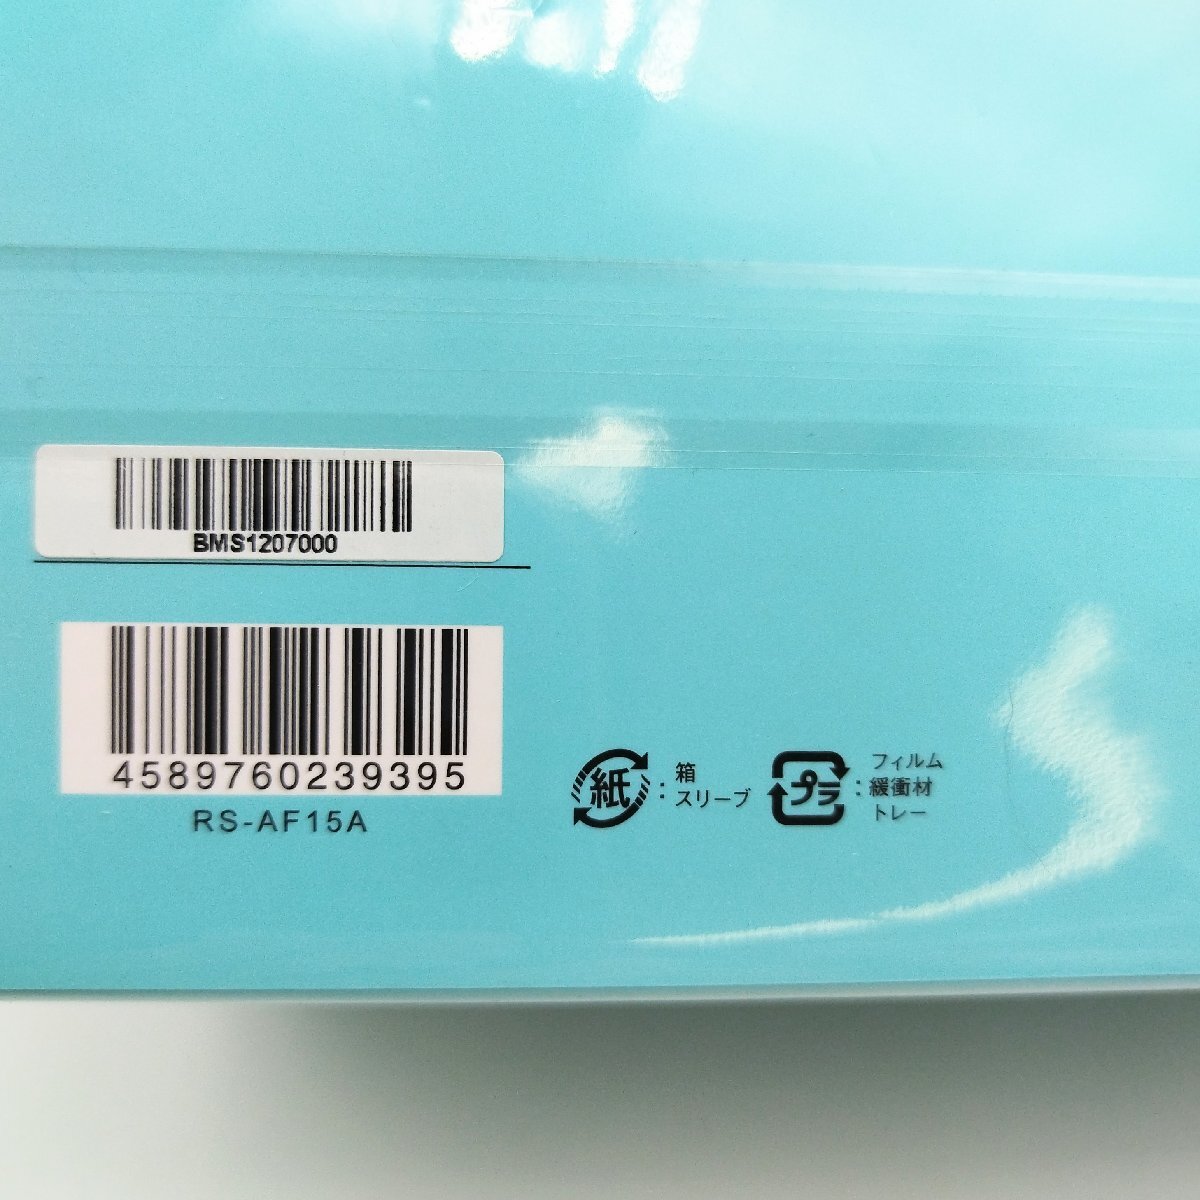 BMS1207000
4589760239395
RS-AF15A
紙 : 箱
スリーブ
プラ : フィルム
緩衝材
トレー